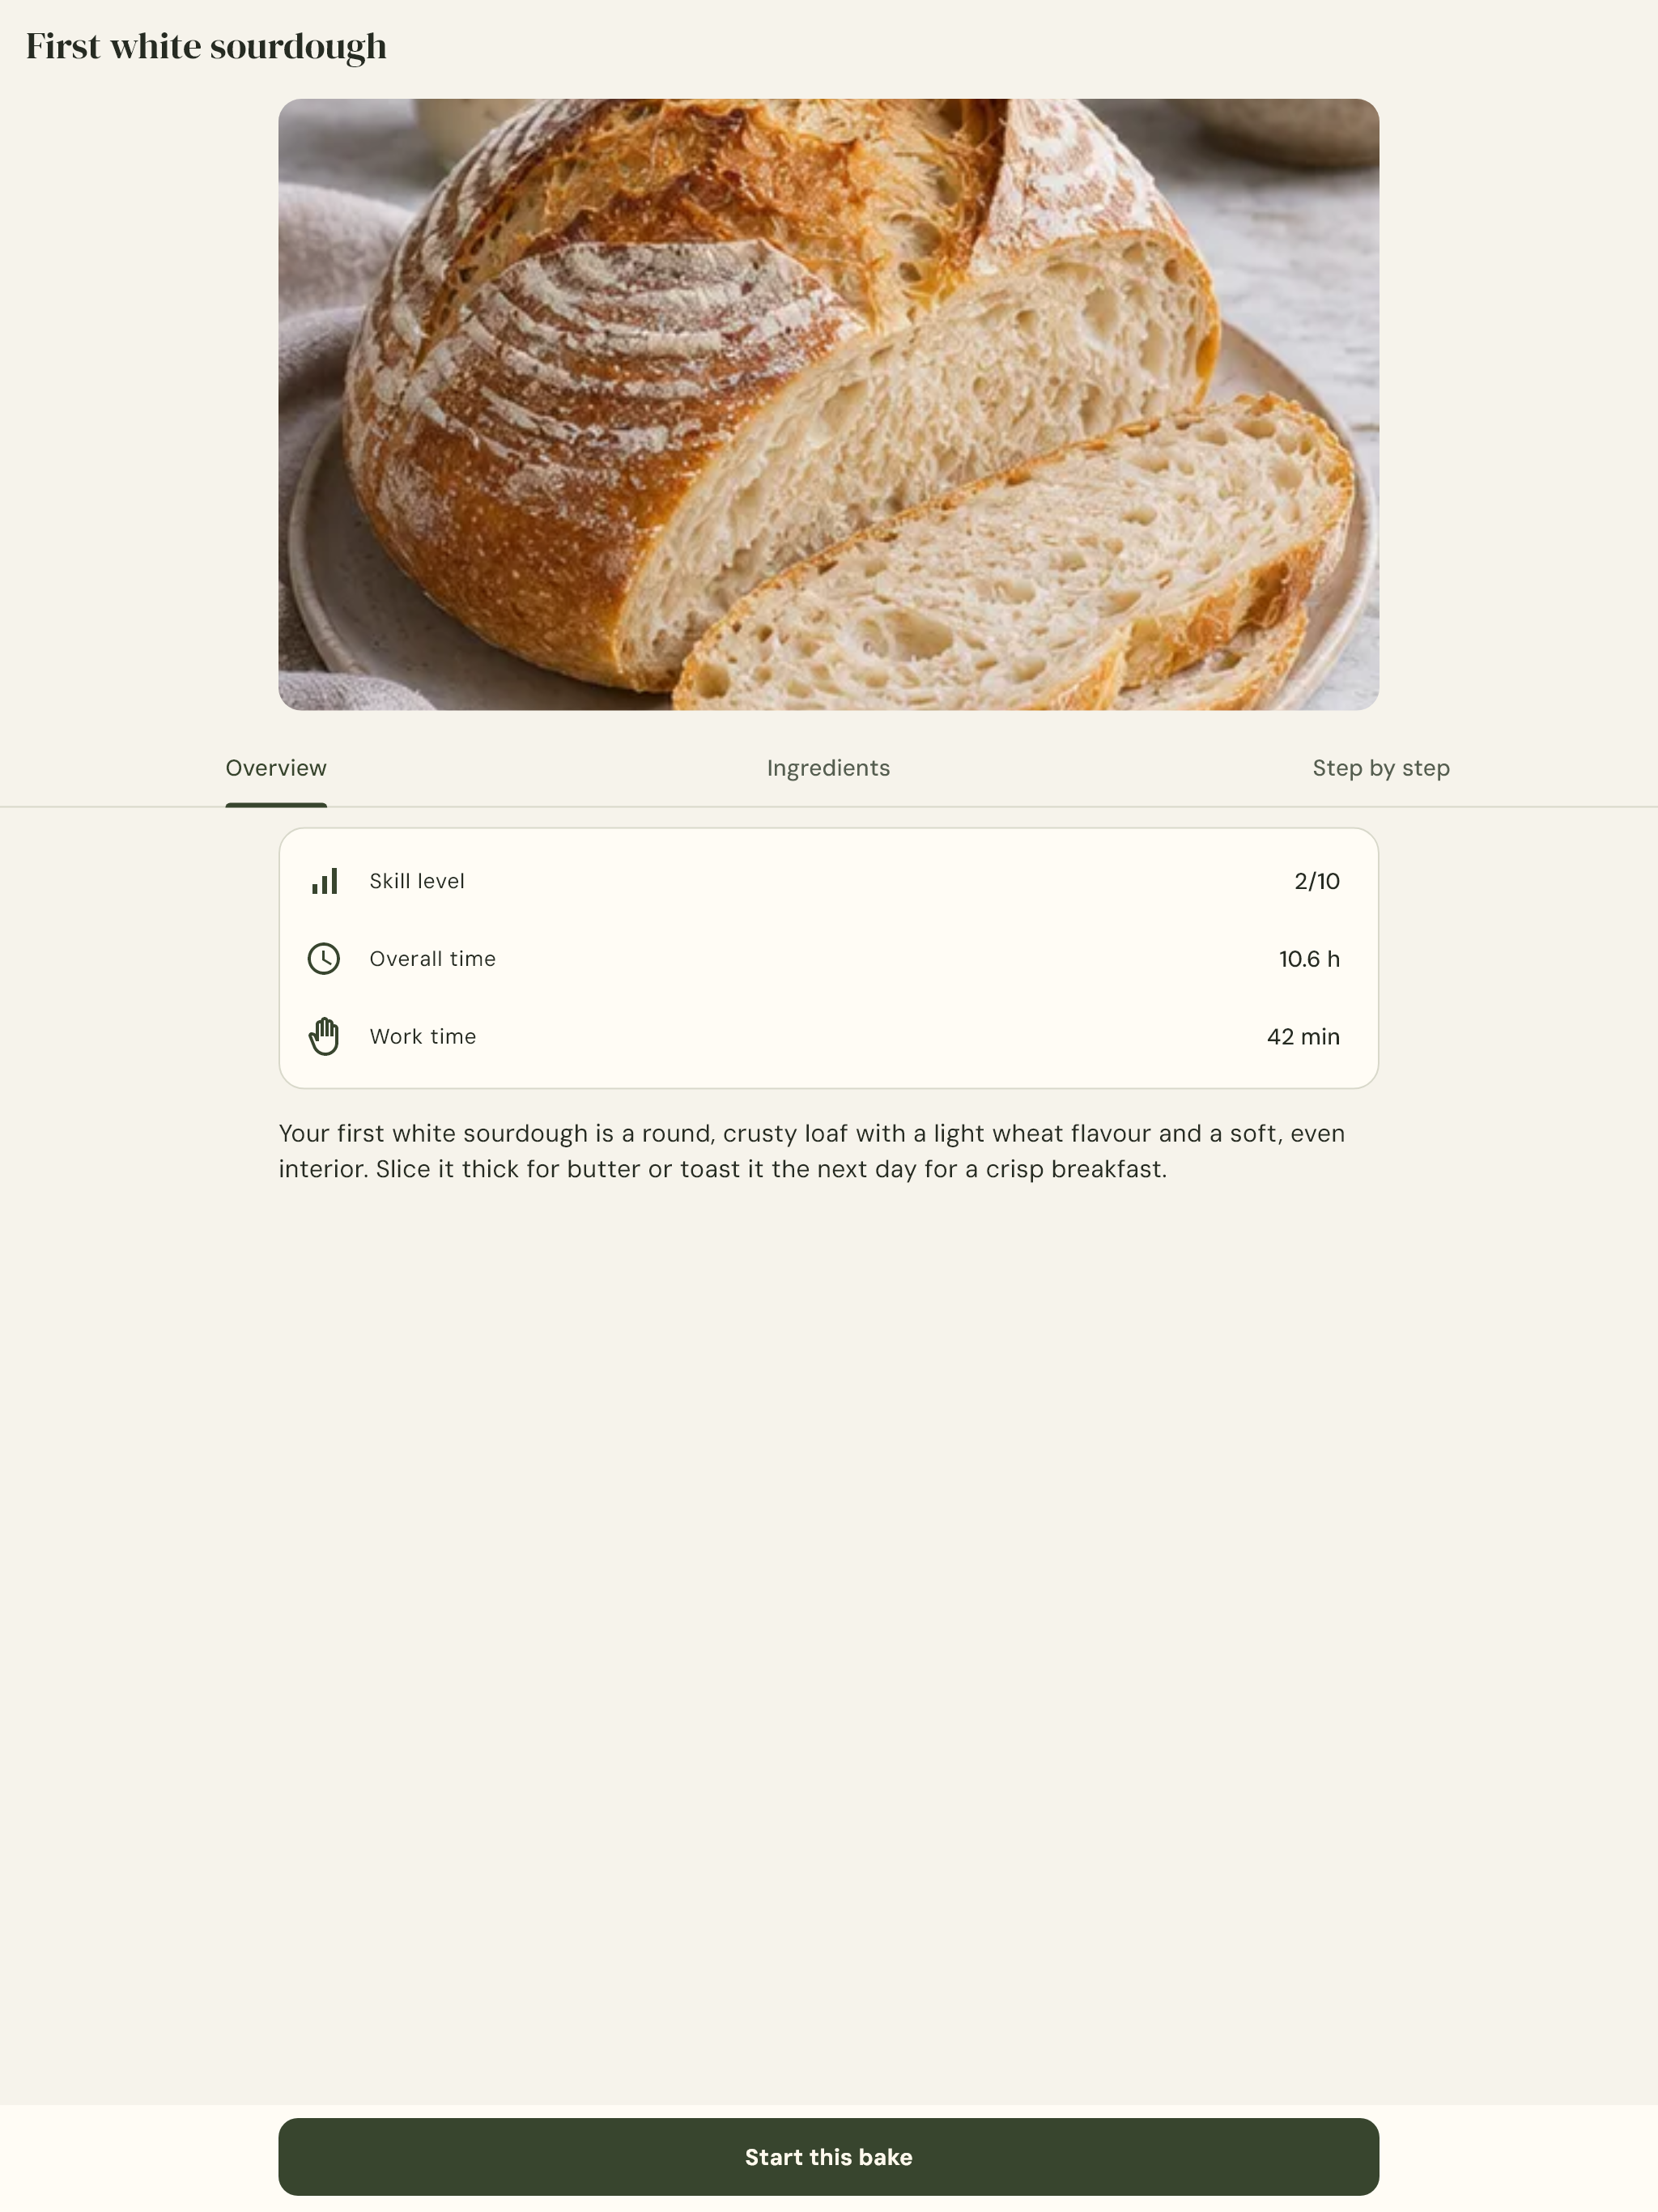 First white sourdough
Overview
Ingredients
Step by step
Skill level
2/10
Overall time
10.6 h
Work time
42 min
Your first white sourdough is a round, crusty loaf with a light wheat flavour and a soft, even
interior. Slice it thick for butter or toast it the next day for a crisp breakfast.
Start this bake